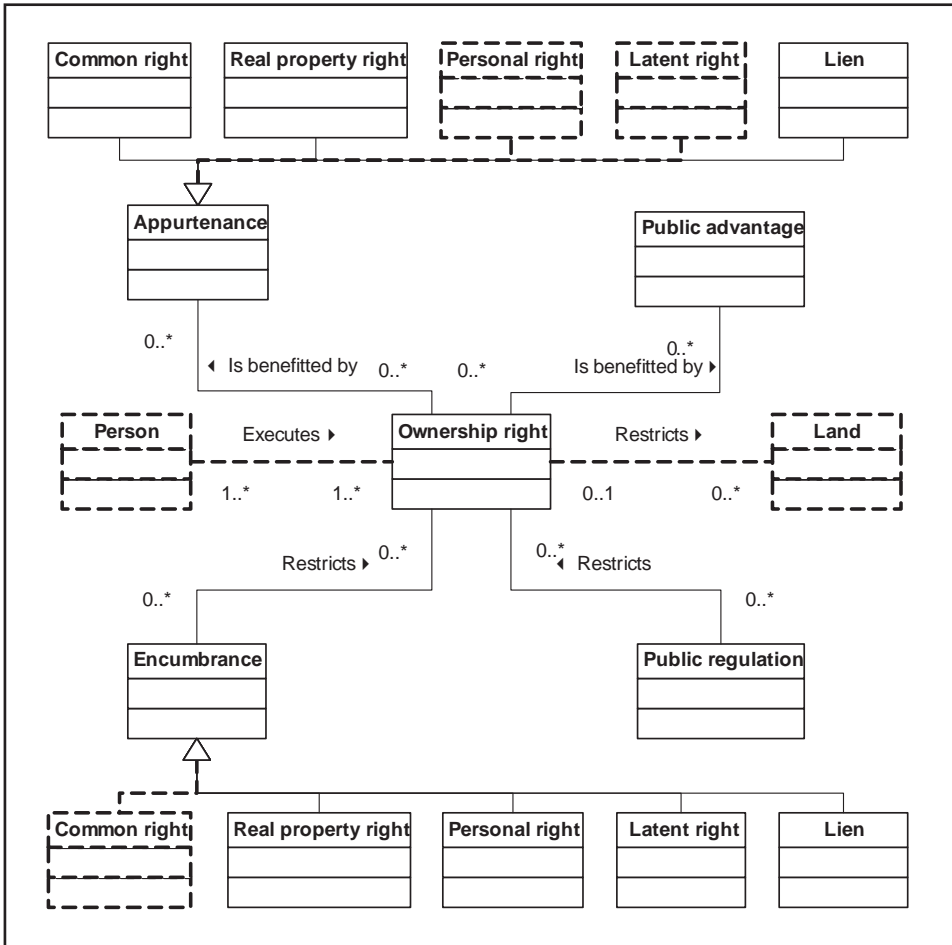 Common right
Real property right
Personal right
Latent right
Lien
Appurtenance
Public advantage
0..*
◄ Is benefitted by
0..*
0..*
0..*
Is benefitted by ►
Person
Executes ►
Ownership right
Restricts ►
Land
1..*
1..*
0..1
0..*
Restricts ►
0..*
0..*
◄ Restricts
0..*
0..*
Encumbrance
Public regulation
Common right
Real property right
Personal right
Latent right
Lien